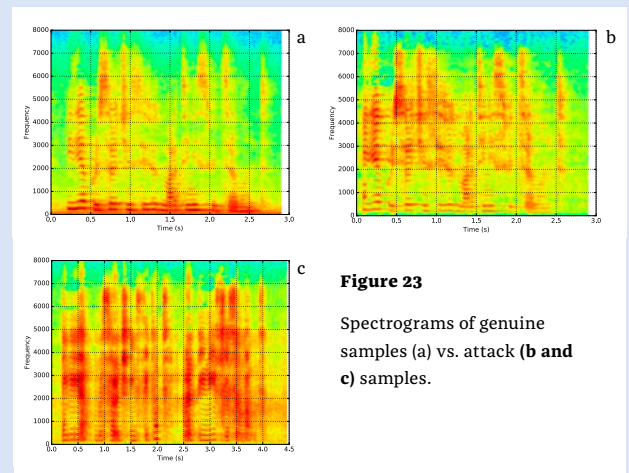 a
8000
7000
6000
5000
4000
3000
2000
1000
0
Frequency
0.0 0.5 1.0 1.5 2.0 2.5 3.0
Time (s)
b
8000
7000
6000
5000
4000
3000
2000
1000
0
Frequency
0.0 0.5 1.0 1.5 2.0 2.5 3.0
Time (s)
c
8000
7000
6000
5000
4000
3000
2000
1000
0
Frequency
0.0 0.5 1.0 1.5 2.0 2.5 3.0 3.5 4.0 4.5
Time (s)
Figure 23
Spectrograms of genuine
samples (a) vs. attack (b and
c) samples.